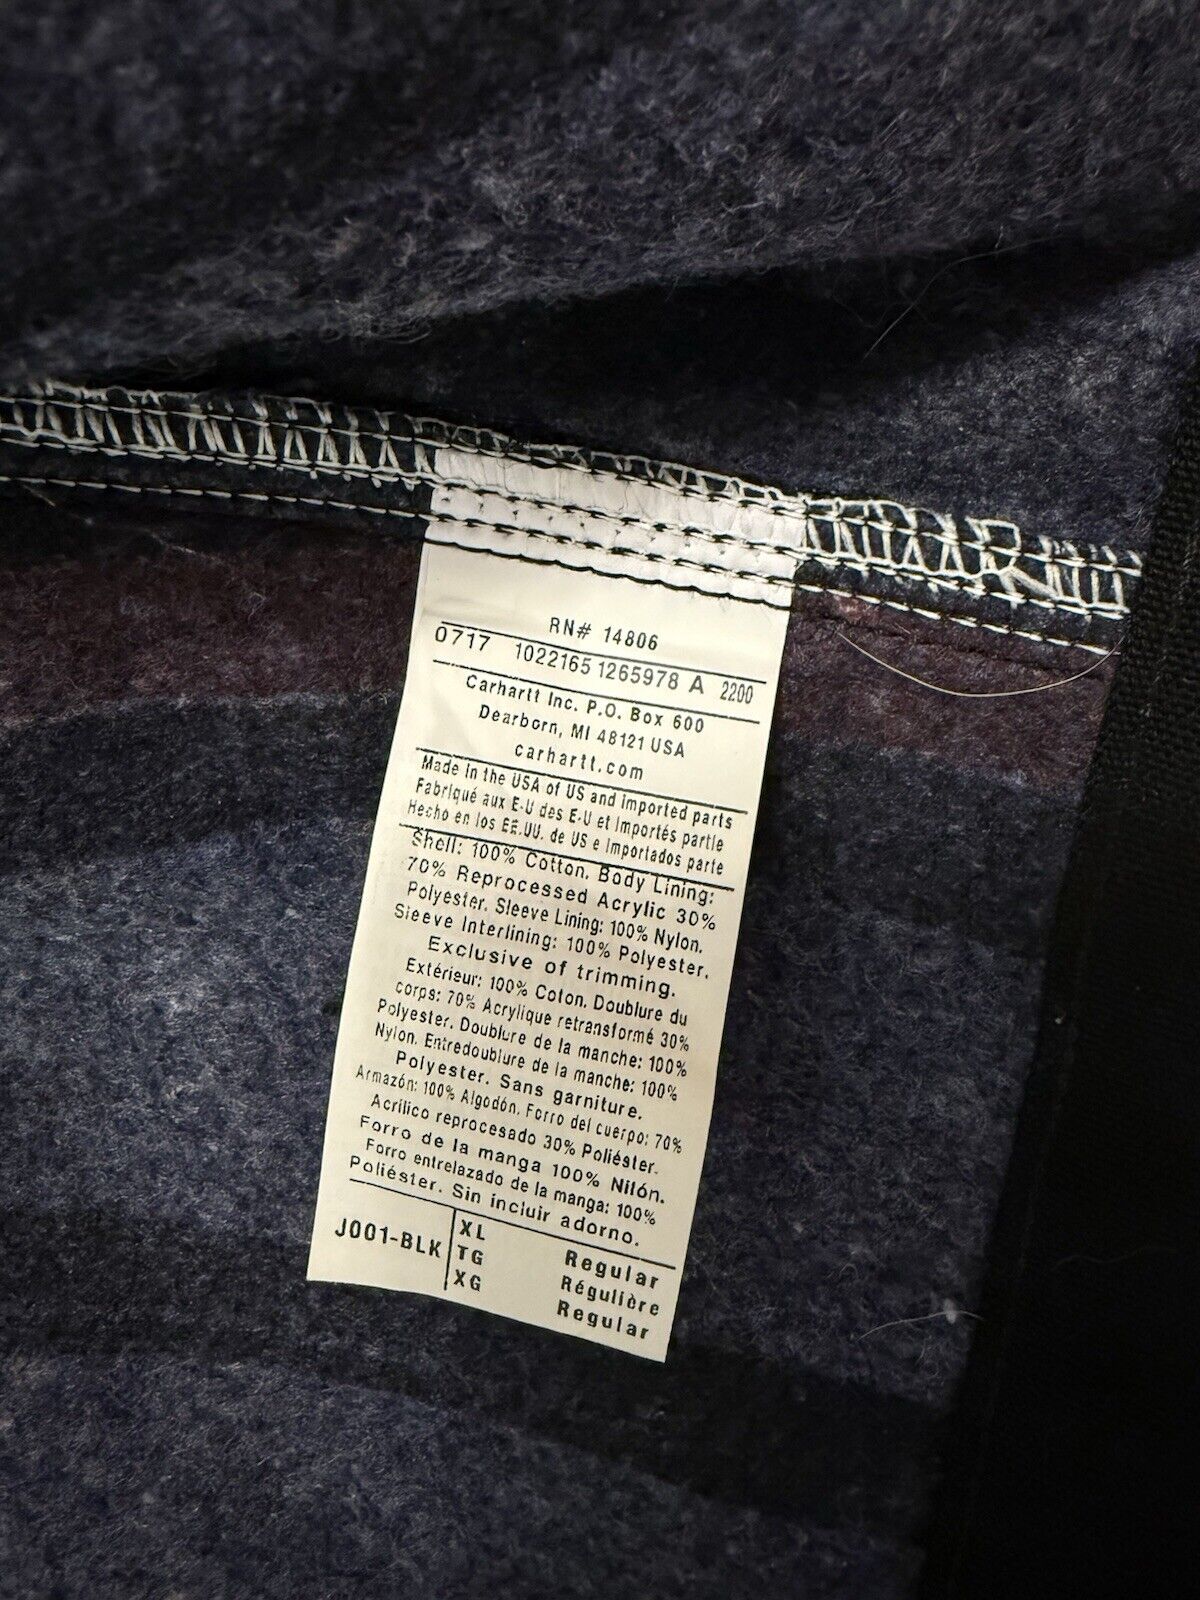 RN# 14806
0717 1022165 1265978 A 2200
Carhartt Inc. P.O. Box 600
Dearborn, MI 48121 USA
carhartt.com
Made in the USA of US and imported parts
Fabriqué aux E-U des E-U et importés partie
Hecho en los EE.UU. de US e importados parte
Shell: 100% Cotton. Body Lining:
70% Reprocessed Acrylic 30%
Polyester. Sleeve Lining: 100% Nylon.
Sleeve Interlining: 100% Polyester.
Exclusive of trimming.
Extérieur: 100% Coton. Doublure du
corps: 70% Acrylique retransformé 30%
Polyester. Doublure de la manche: 100%
Nylon. Entredoublure de la manche: 100%
Polyester. Sans garniture.
Armazón: 100% Algodón. Forro del cuerpo: 70%
Acrilico reprocesado 30% Poliéster.
Forro de la manga 100% Nilón.
Forro entrelazado de la manga: 100%
Poliéster. Sin incluir adorno.
J001-BLK
XL Regular
TG Régulière
XG Regular